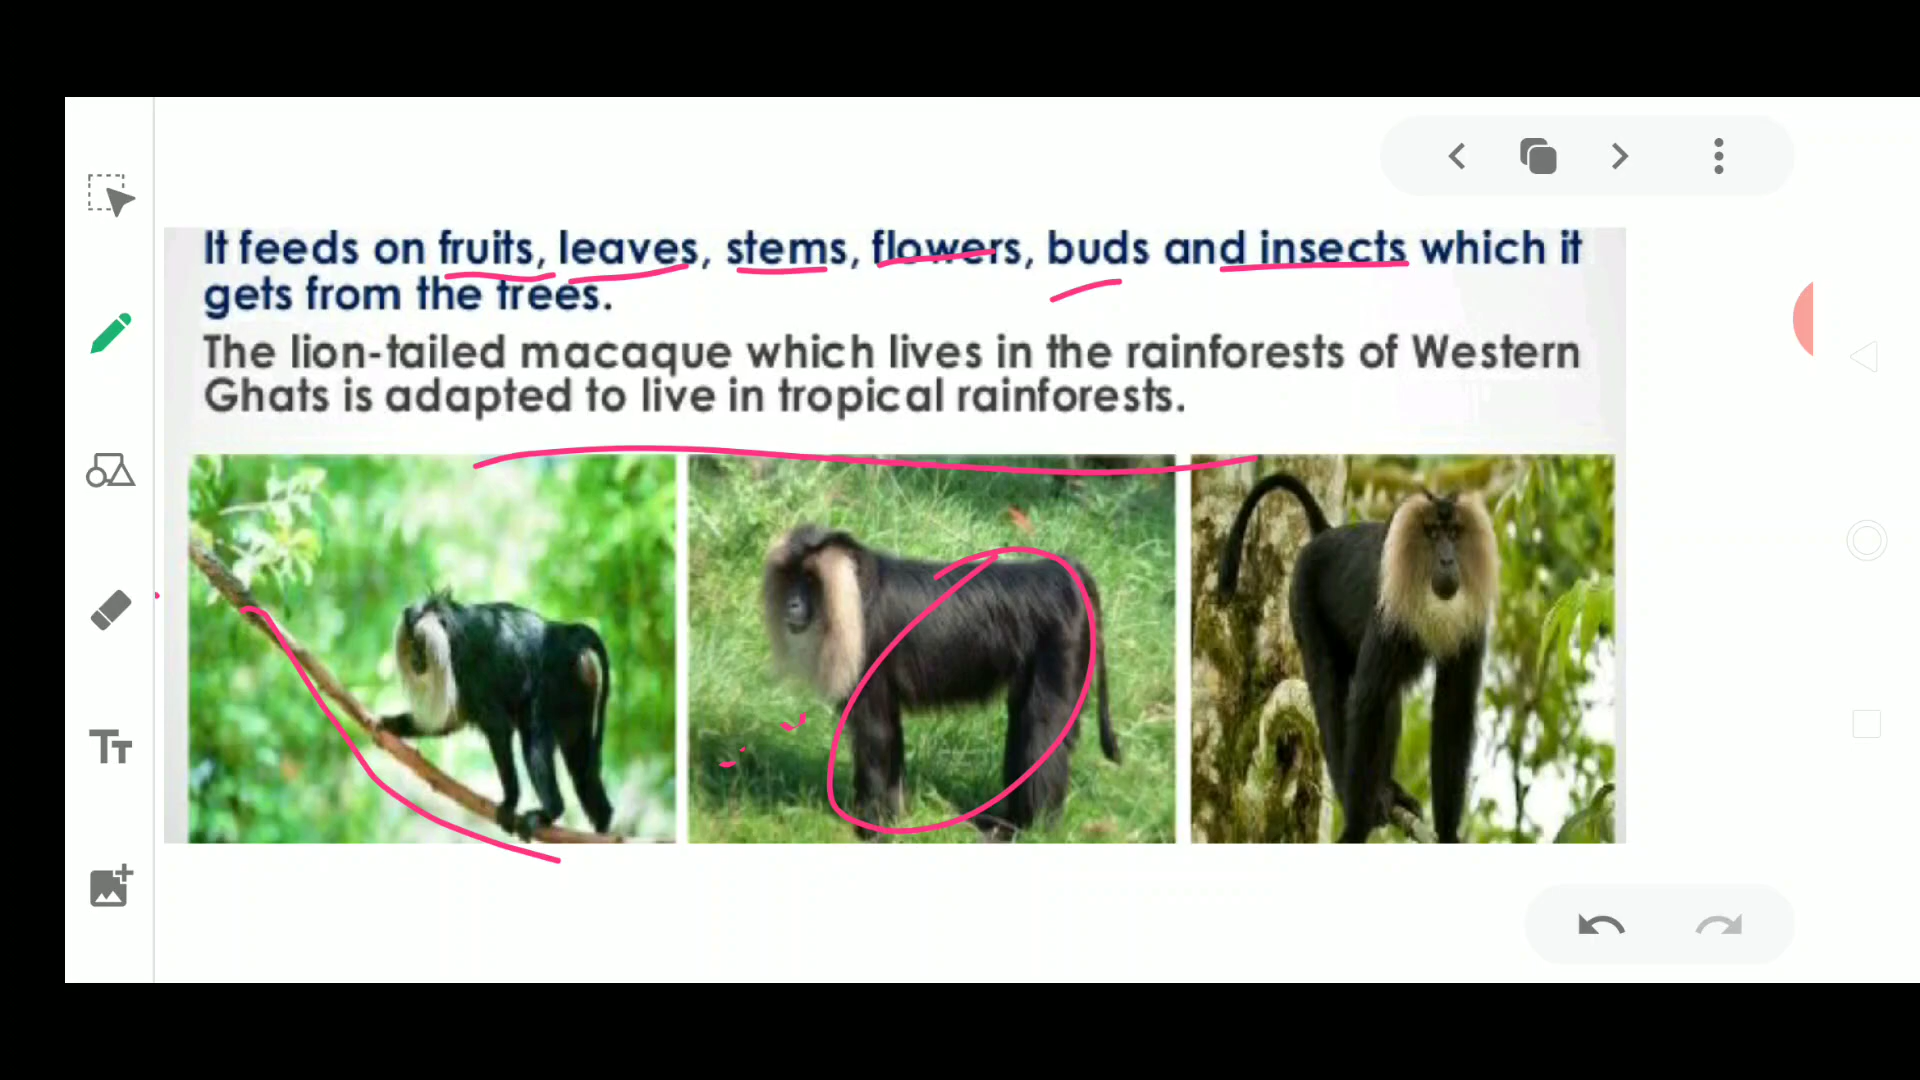 It feeds on fruits, leaves, stems, flowers, buds and insects which it
gets from the trees.
The lion-tailed macaque which lives in the rainforests of Western
Ghats is adapted to live in tropical rainforests.